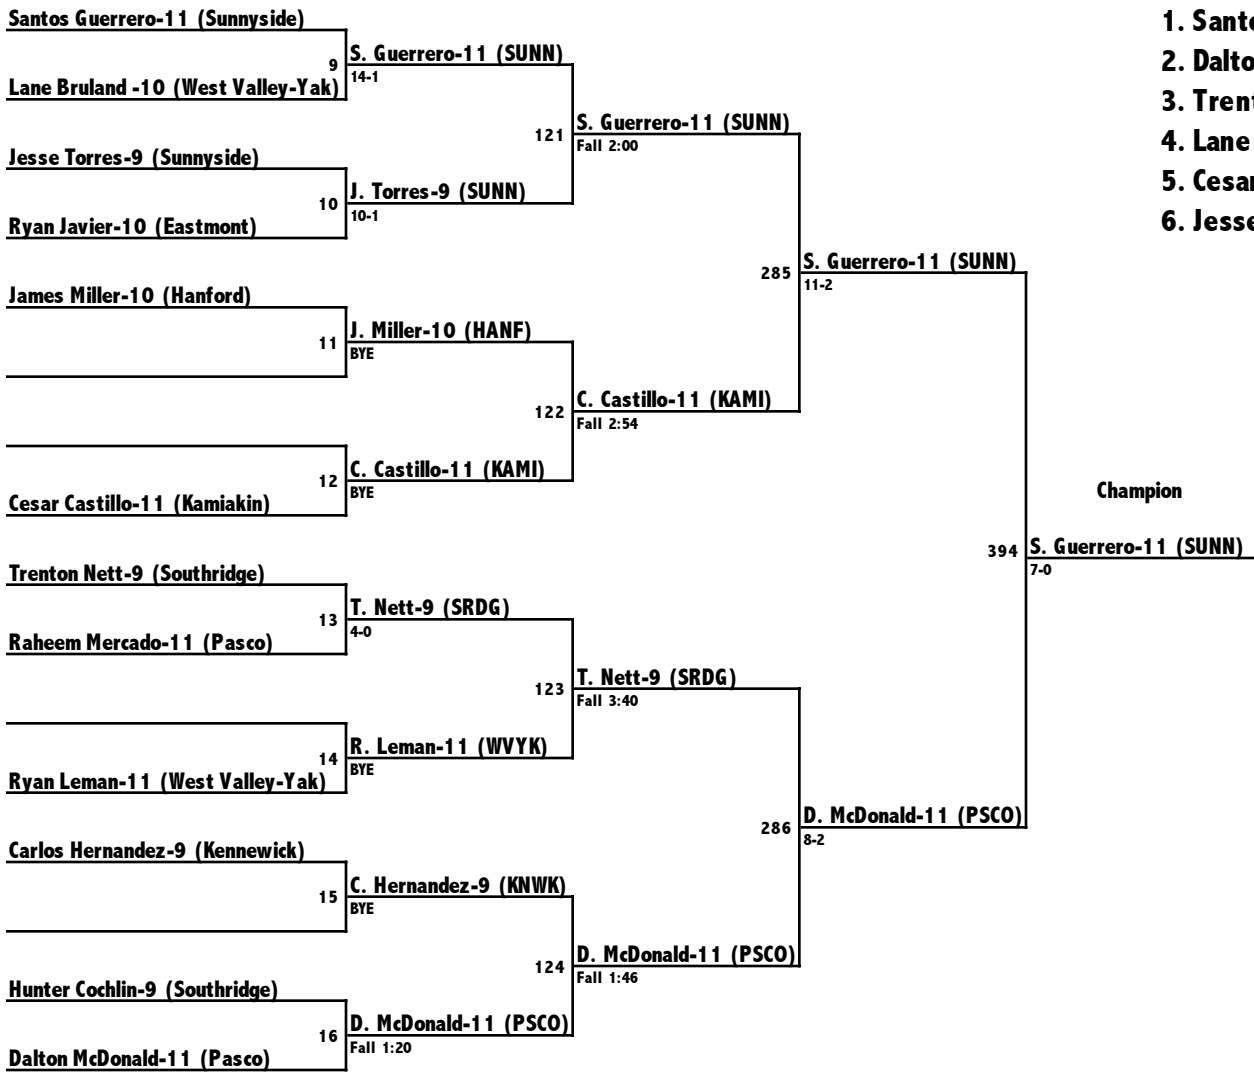 Santos Guerrero-11 (Sunnyside)
9
S. Guerrero-11 (SUNN)
14-1
Lane Bruland -10 (West Valley-Yak)
121
S. Guerrero-11 (SUNN)
Fall 2:00
Jesse Torres-9 (Sunnyside)
10
J. Torres-9 (SUNN)
10-1
Ryan Javier-10 (Eastmont)
285
S. Guerrero-11 (SUNN)
11-2
James Miller-10 (Hanford)
11
J. Miller-10 (HANF)
BYE
122
C. Castillo-11 (KAMI)
Fall 2:54
12
C. Castillo-11 (KAMI)
BYE
Cesar Castillo-11 (Kamiakin)
Champion
394
S. Guerrero-11 (SUNN)
7-0
Trenton Nett-9 (Southridge)
13
T. Nett-9 (SRDG)
4-0
Raheem Mercado-11 (Pasco)
123
T. Nett-9 (SRDG)
Fall 3:40
14
R. Leman-11 (WVYK)
BYE
Ryan Leman-11 (West Valley-Yak)
286
D. McDonald-11 (PSCO)
8-2
Carlos Hernandez-9 (Kennewick)
15
C. Hernandez-9 (KNWK)
BYE
124
D. McDonald-11 (PSCO)
Fall 1:46
Hunter Cochlin-9 (Southridge)
16
D. McDonald-11 (PSCO)
Fall 1:20
Dalton McDonald-11 (Pasco)
1.
2.
3.
4. Lane
5.
6.